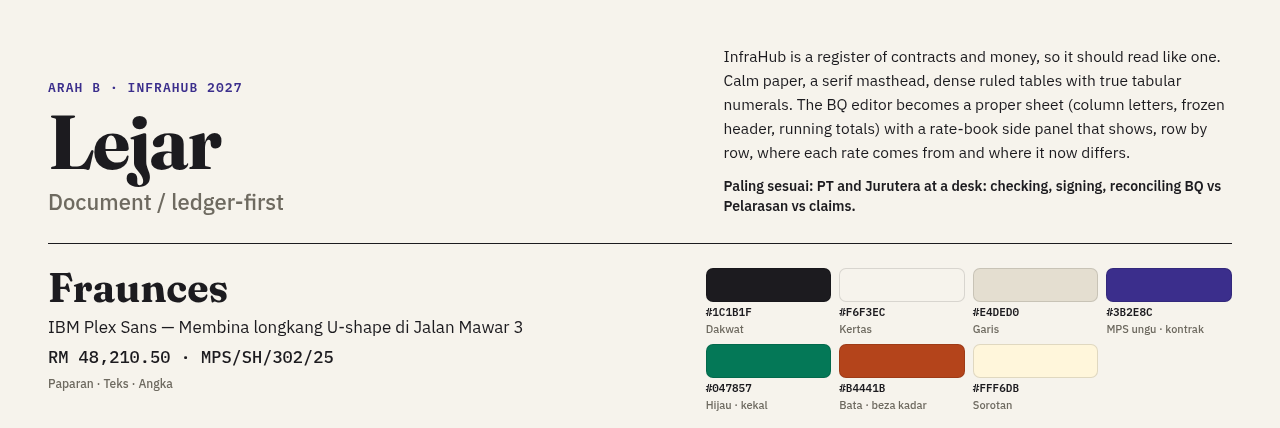 ARAH B · INFRAHUB 2027
Lejar
Document / ledger-first
InfraHub is a register of contracts and money, so it should read like one.
Calm paper, a serif masthead, dense ruled tables with true tabular
numerals. The BQ editor becomes a proper sheet (column letters, frozen
header, running totals) with a rate-book side panel that shows, row by
row, where each rate comes from and where it now differs.
Paling sesuai: PT and Jurutera at a desk: checking, signing, reconciling BQ vs
Pelarasan vs claims.
Fraunces
IBM Plex Sans — Membina longkang U-shape di Jalan Mawar 3
RM 48,210.50 · MPS/SH/302/25
Paparan · Teks · Angka
#1C1B1F
Dakwat
#F6F3EC
Kertas
#E4DED0
Garis
#3B2E8C
MPS ungu · kontrak
#047857
Hijau · kekal
#B4441B
Bata · beza kadar
#FFF6DB
Sorotan